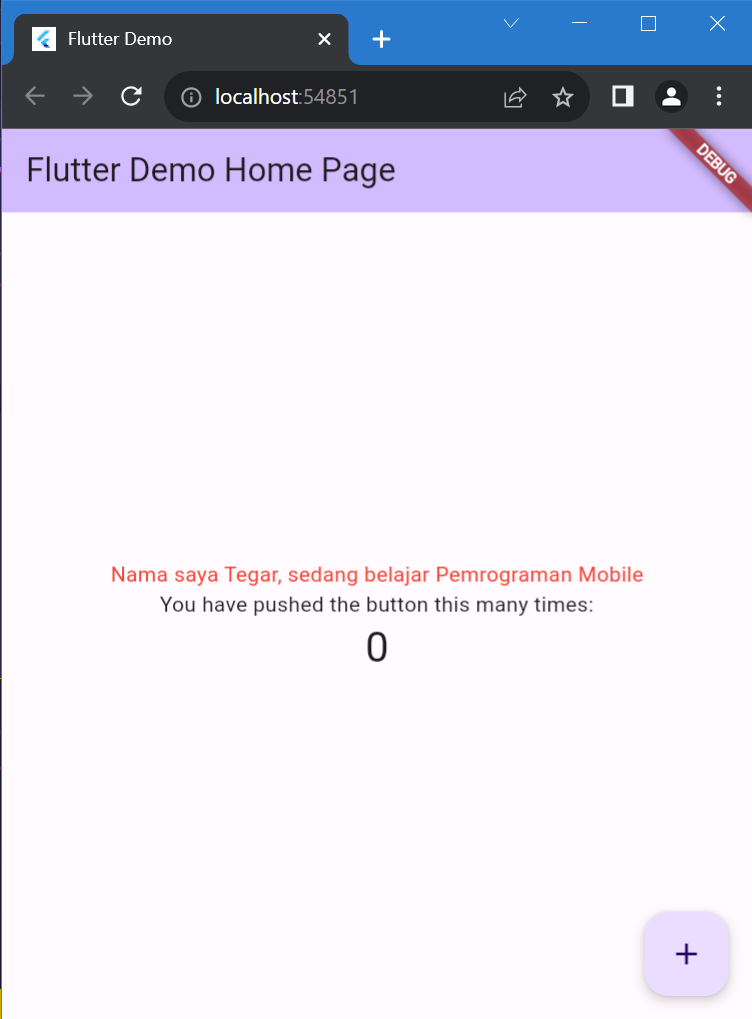 Flutter Demo
localhost:54851
Flutter Demo Home Page
DEBUG
Nama saya Tegar, sedang belajar Pemrograman Mobile
You have pushed the button this many times:
0